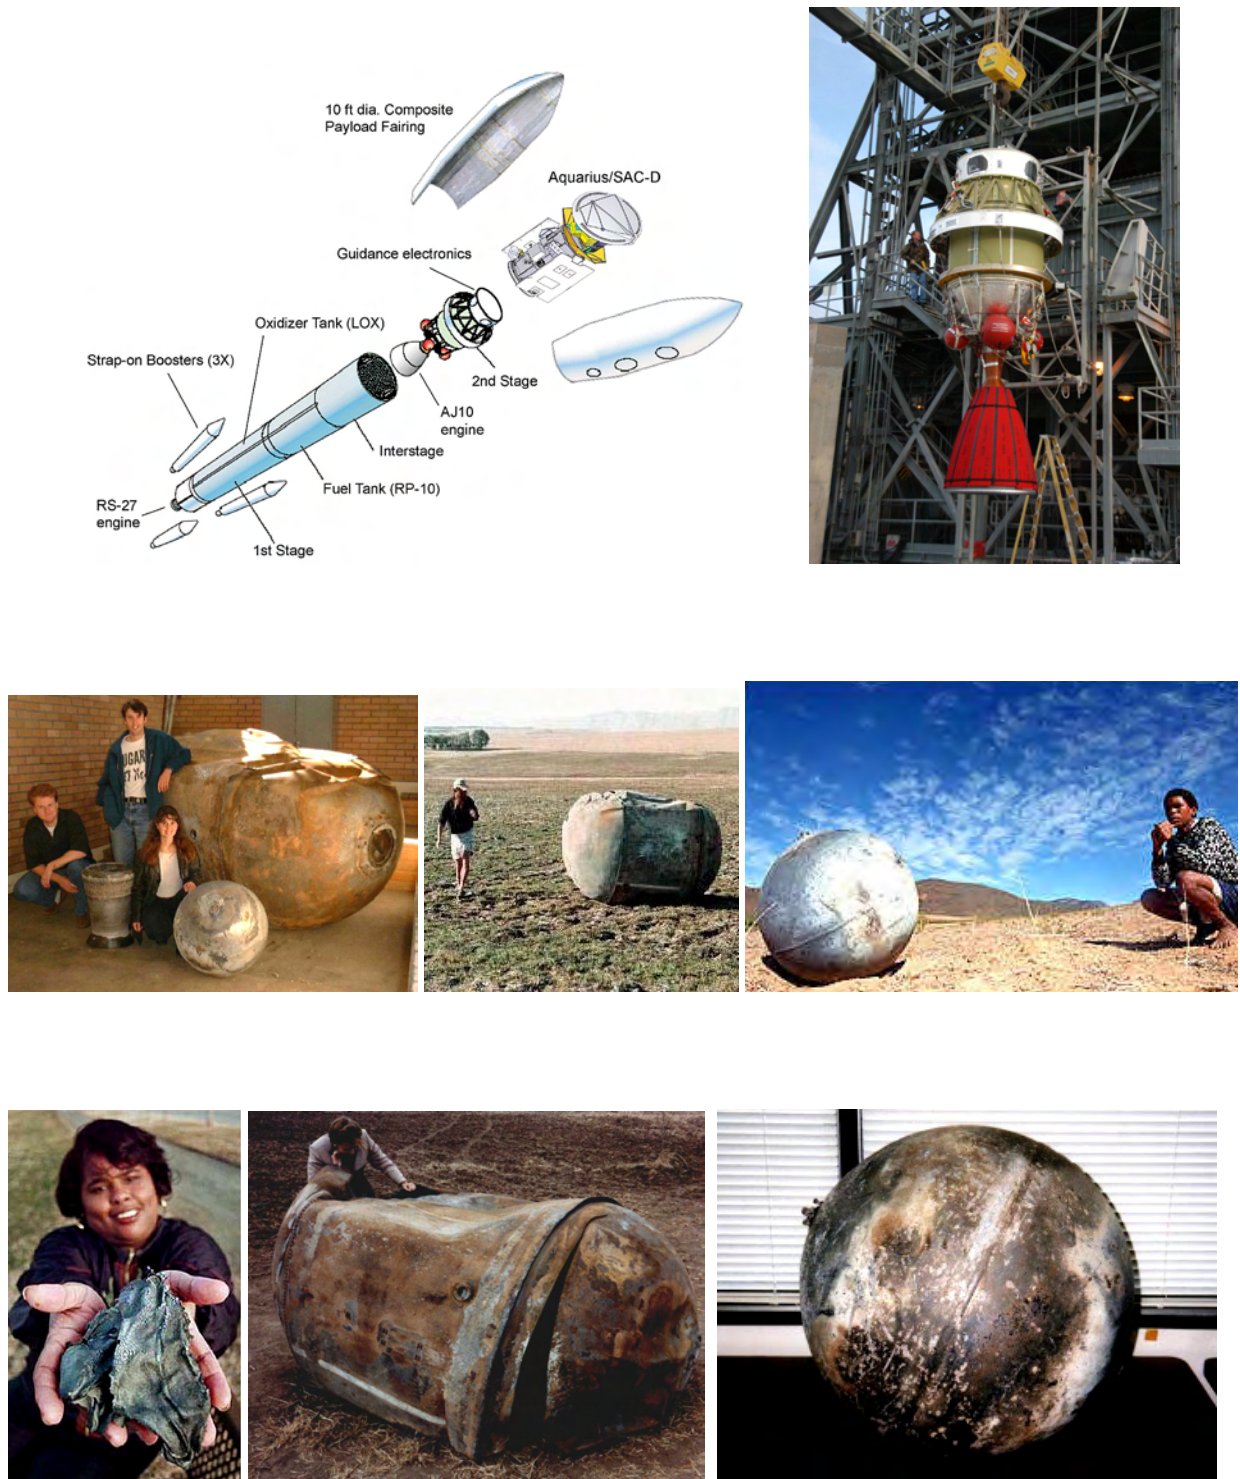 10 ft dia. Composite
Payload Fairing
Aquarius/SAC-D
Guidance electronics
Oxidizer Tank (LOX)
Strap-on Boosters (3X)
2nd Stage
AJ10
engine
Interstage
Fuel Tank (RP-10)
RS-27
engine
1st Stage